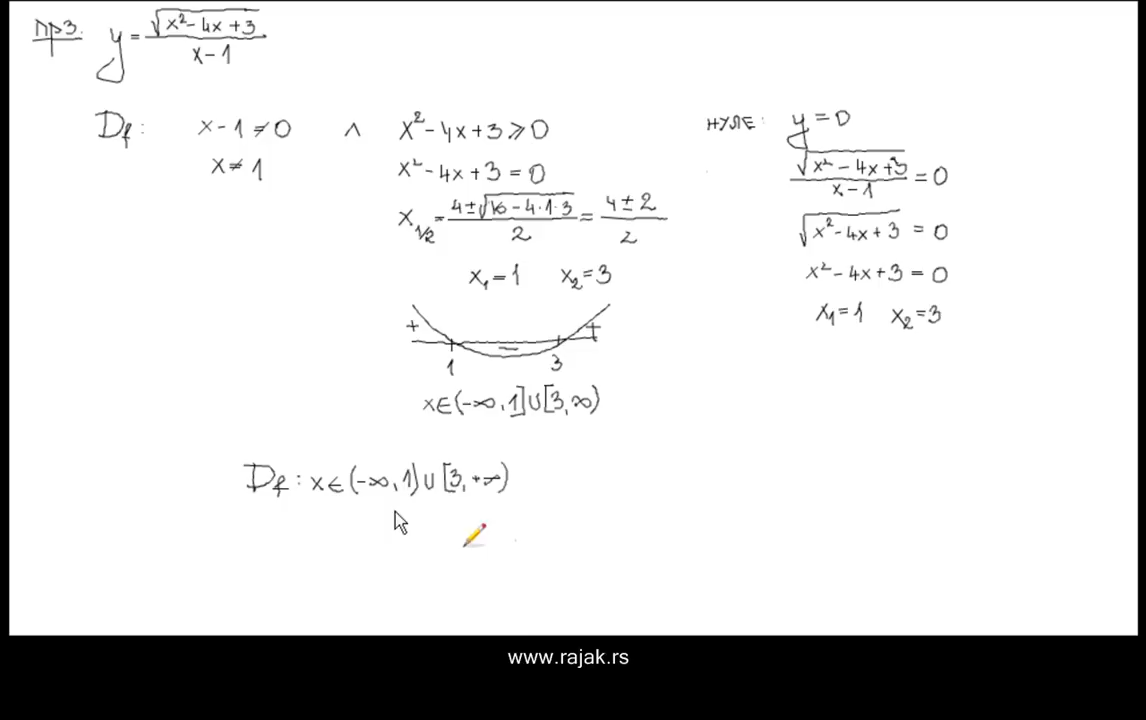 Пр3. y = √(x²-4x+3) / (x-1)
Df: x-1≠0 ∧ x²-4x+3⩾0
x≠1
x²-4x+3=0
x₁/₂ = (4±√(16-4·1·3)) / 2 = (4±2) / 2
x₁=1 x₂=3
+ - +
1 3
x∈(-∞,1]∪[3,∞)
Df: x∈(-∞,1)∪[3,+∞)
НУЛЕ: y=0
√(x²-4x+3) / (x-1) = 0
√(x²-4x+3) = 0
x²-4x+3=0
x₁=1 x₂=3
www.rajak.rs